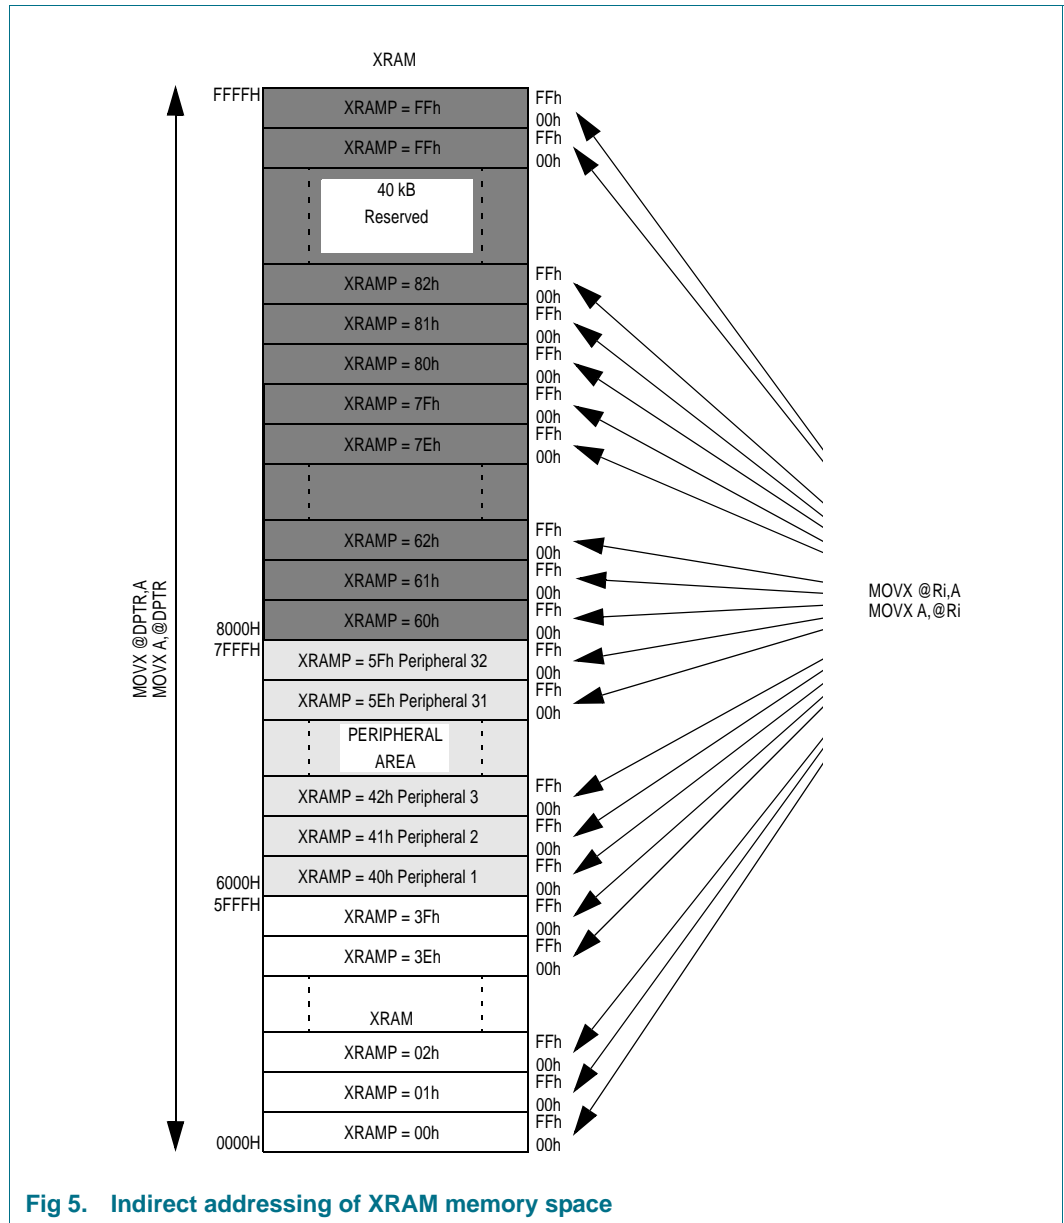 XRAM
FFFFH
XRAMP = FFh
FFh
00h
XRAMP = FFh
FFh
00h
40 kB
Reserved
XRAMP = 82h
FFh
00h
XRAMP = 81h
FFh
00h
XRAMP = 80h
FFh
00h
XRAMP = 7Fh
FFh
00h
XRAMP = 7Eh
FFh
00h
XRAMP = 62h
FFh
00h
XRAMP = 61h
FFh
00h
XRAMP = 60h
FFh
00h
8000H
7FFFH
XRAMP = 5Fh Peripheral 32
FFh
00h
XRAMP = 5Eh Peripheral 31
FFh
00h
PERIPHERAL
AREA
XRAMP = 42h Peripheral 3
FFh
00h
XRAMP = 41h Peripheral 2
FFh
00h
XRAMP = 40h Peripheral 1
FFh
00h
6000H
5FFFH
XRAMP = 3Fh
FFh
00h
XRAMP = 3Eh
FFh
00h
XRAM
XRAMP = 02h
FFh
00h
XRAMP = 01h
FFh
00h
XRAMP = 00h
FFh
00h
0000H
MOVX @DPTR,A
MOVX A,@DPTR
MOVX @Ri,A
MOVX A,@Ri
Fig 5. Indirect addressing of XRAM memory space